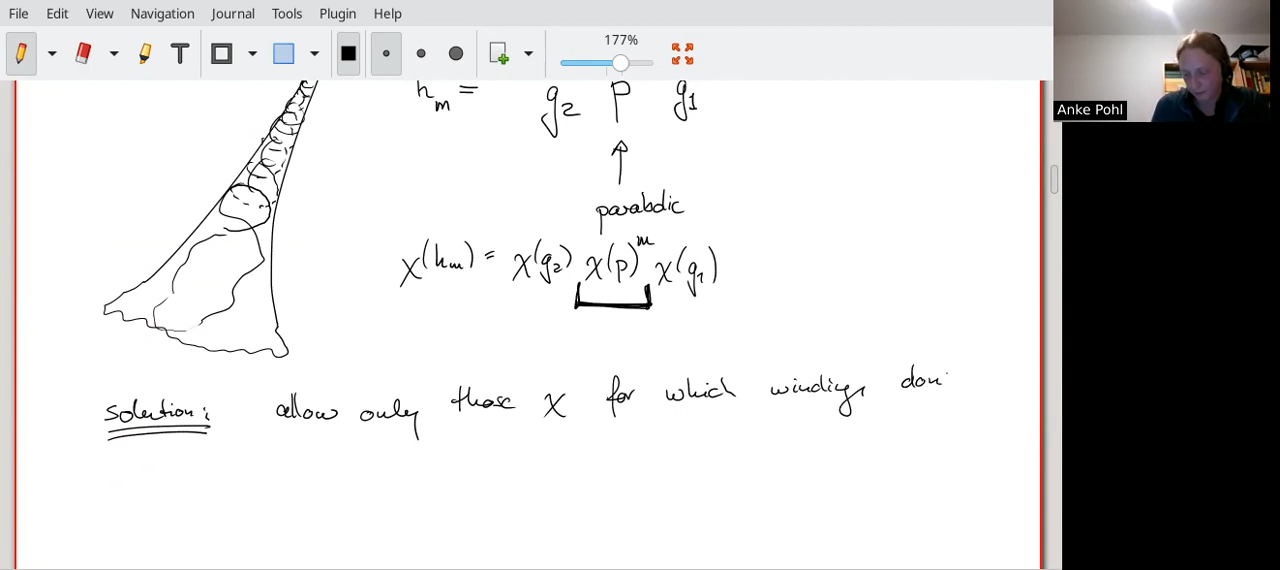 File Edit View Navigation Journal Tools Plugin Help
177%
Anke Pohl
h_m = g_2 p g_1
↑
parabolic
χ(h_m) = χ(g_2) χ(p)^m χ(g_1)
solution: allow only those χ for which windings don